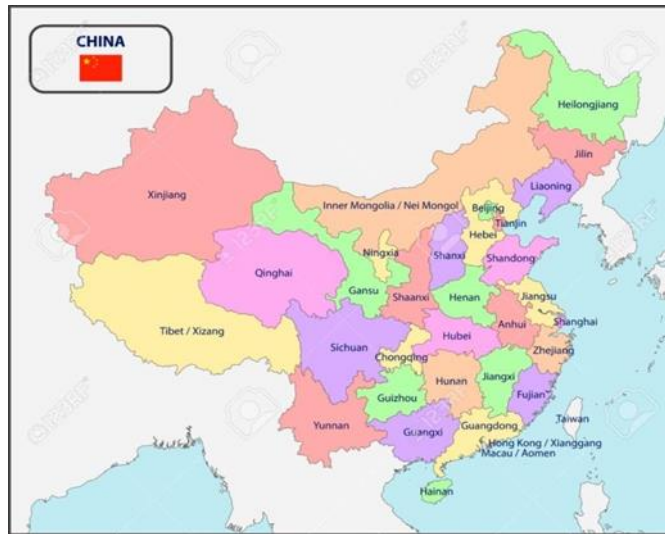 CHINA
Heilongjiang
Jilin
Xinjiang
Liaoning
Inner Mongolia / Nei Mongol
Beijing
Tianjin
Hebei
Ningxia
Shanxi
Shandong
Qinghai
Gansu
Shaanxi
Henan
Jiangsu
Anhui
Shanghai
Tibet / Xizang
Hubei
Sichuan
Zhejiang
Chongqing
Hunan
Jiangxi
Guizhou
Fujian
Taiwan
Yunnan
Guangxi
Guangdong
Hong Kong / Xianggang
Macau / Aomen
Hainan